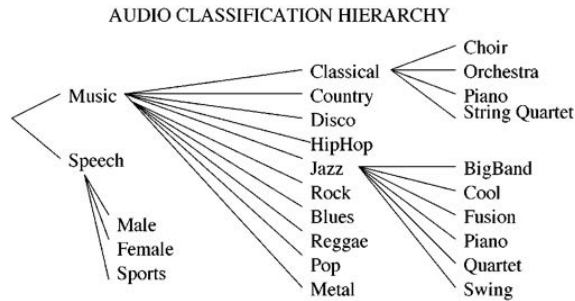 AUDIO CLASSIFICATION HIERARCHY
Music
Speech
Male
Female
Sports
Classical
Country
Disco
HipHop
Jazz
Rock
Blues
Reggae
Pop
Metal
Choir
Orchestra
Piano
String Quartet
BigBand
Cool
Fusion
Piano
Quartet
Swing